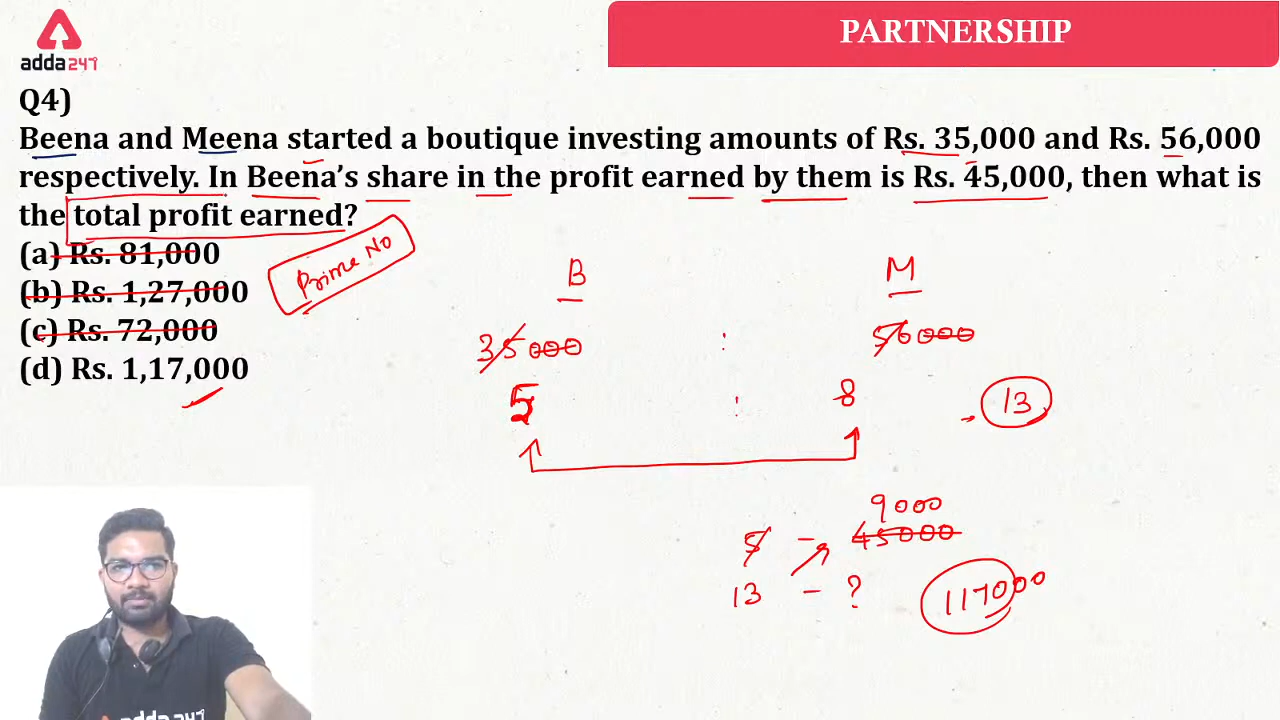 PARTNERSHIP
adda247
Q4)
Beena and Meena started a boutique investing amounts of Rs. 35,000 and Rs. 56,000
respectively. In Beena's share in the profit earned by them is Rs. 45,000, then what is
the total profit earned?
(a) Rs. 81,000
(b) Rs. 1,27,000
(c) Rs. 72,000
(d) Rs. 1,17,000
Prime No
B M
35000 : 56000
5 : 8 13
9000
5 - 45000
13 - ? 117000
adda247